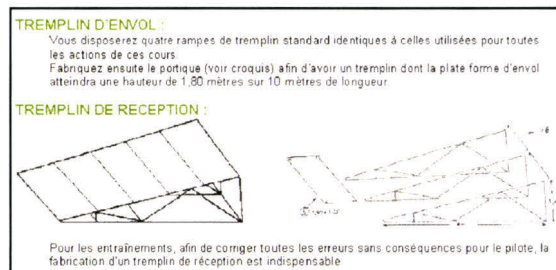 TREMPLIN D'ENVOL :
Vous disposerez quatre rampes de tremplin standard identiques à celles utilisées pour toutes
les actions de ces cours.
Fabriquez ensuite le portique (voir croquis) afin d'avoir un tremplin dont la plate forme d'envol
atteindra une hauteur de 1,80 mètres sur 10 mètres de longueur.
TREMPLIN DE RECEPTION :
Pour les entraînements, afin de corriger toutes les erreurs sans conséquences pour le pilote, la
fabrication d'un tremplin de réception est indispensable